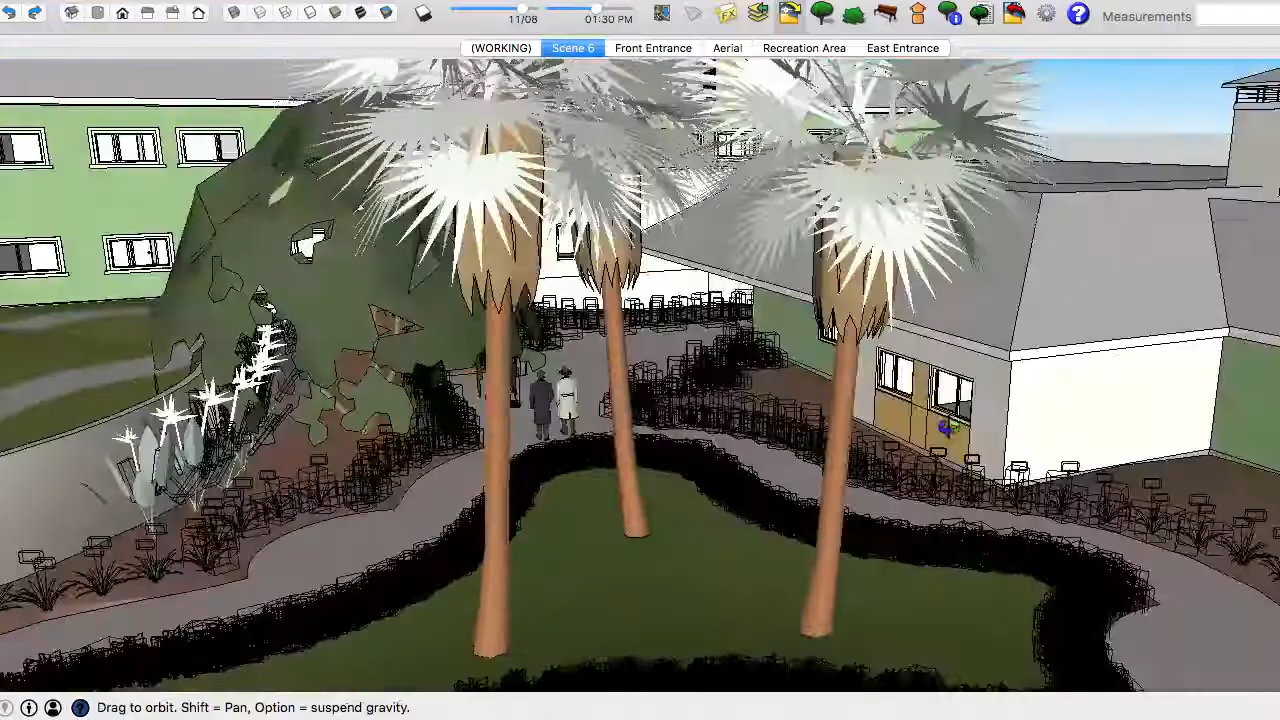 11/08
01:30 PM
FX
Measurements
(WORKING)
Scene 6
Front Entrance
Aerial
Recreation Area
East Entrance
Drag to orbit. Shift = Pan, Option = suspend gravity.